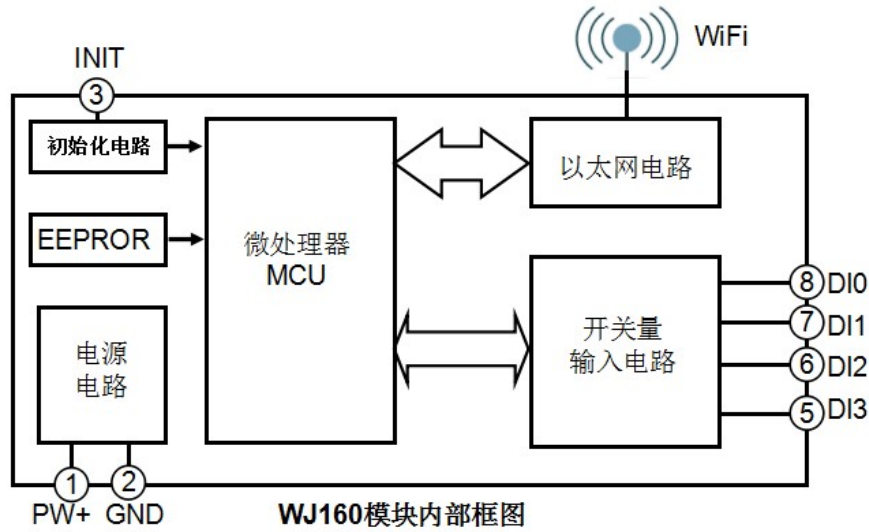 WiFi
INIT
3
初始化电路
以太网电路
EEPROR
微处理器
MCU
开关量
输入电路
8 DI0
7 DI1
6 DI2
5 DI3
电源
电路
1
2
PW+
GND
WJ160模块内部框图